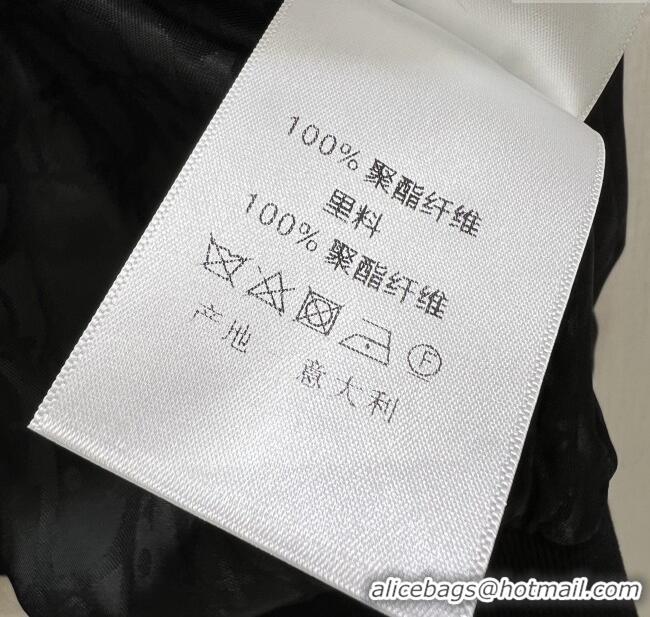 100% 聚酯纤维
里料
100% 聚酯纤维
F
产地 意大利
alicebags@hotmail.com